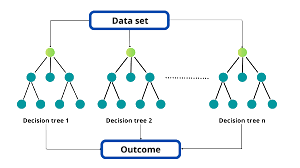 Data set
Decision tree 1
Decision tree 2
Decision tree n
Outcome